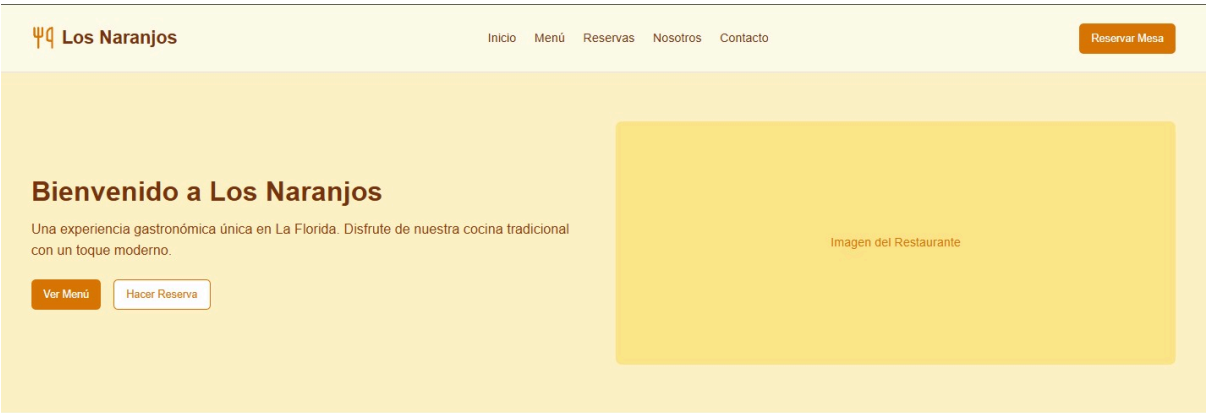 Los Naranjos
Inicio Menú Reservas Nosotros Contacto
Reservar Mesa
Bienvenido a Los Naranjos
Una experiencia gastronómica única en La Florida. Disfrute de nuestra cocina tradicional
con un toque moderno.
Ver Menú
Hacer Reserva
Imagen del Restaurante